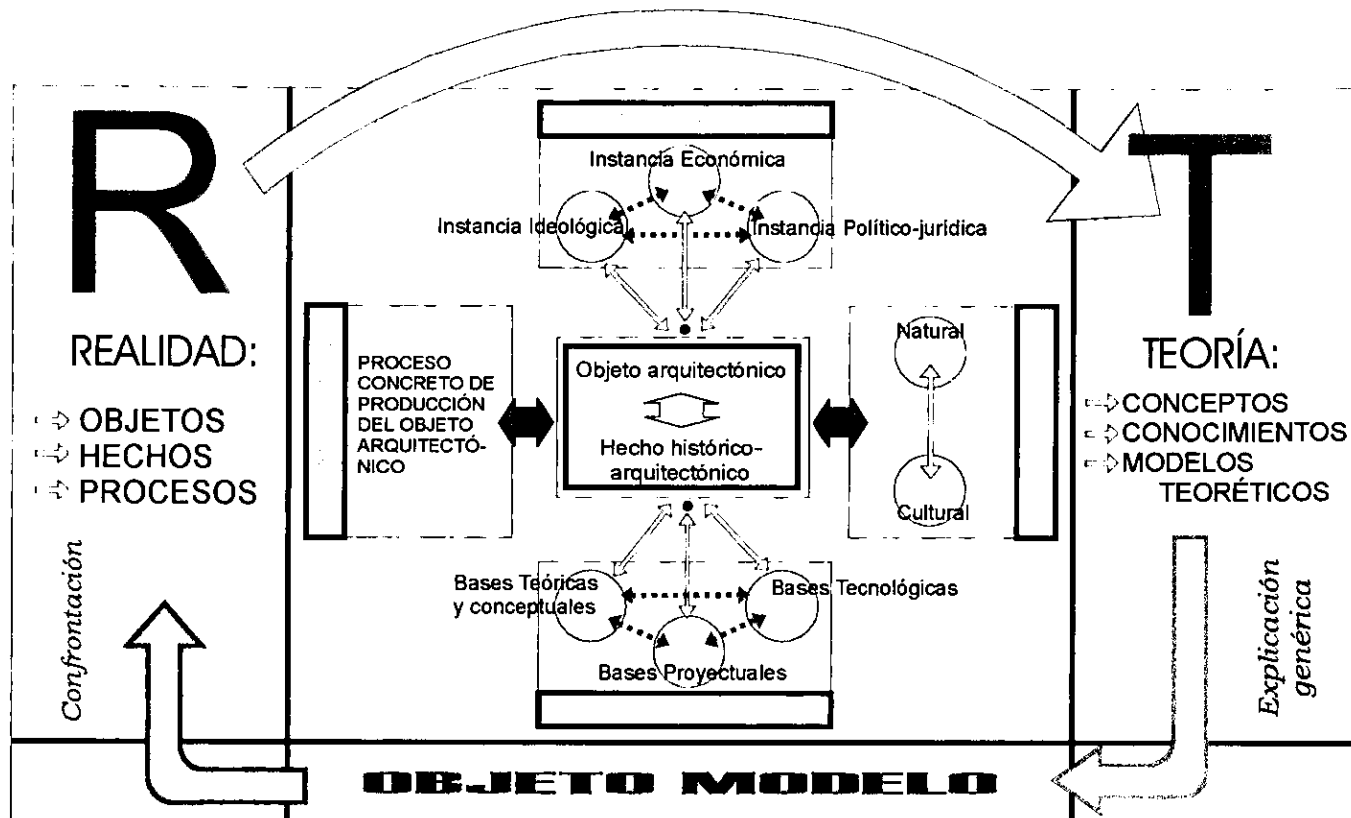 R
REALIDAD:
OBJETOS
HECHOS
PROCESOS
Confrontación
Instancia Económica
Instancia Ideológica
Instancia Político-jurídica
PROCESO
CONCRETO DE
PRODUCCIÓN
DEL OBJETO
ARQUITECTÓ-
NICO
Objeto arquitectónico
Hecho histórico-
arquitectónico
Natural
Cultural
Bases Teóricas
y conceptuales
Bases Tecnológicas
Bases Proyectuales
T
TEORÍA:
CONCEPTOS
CONOCIMIENTOS
MODELOS
TEORÉTICOS
Explicación
genérica
OBJETO MODELO